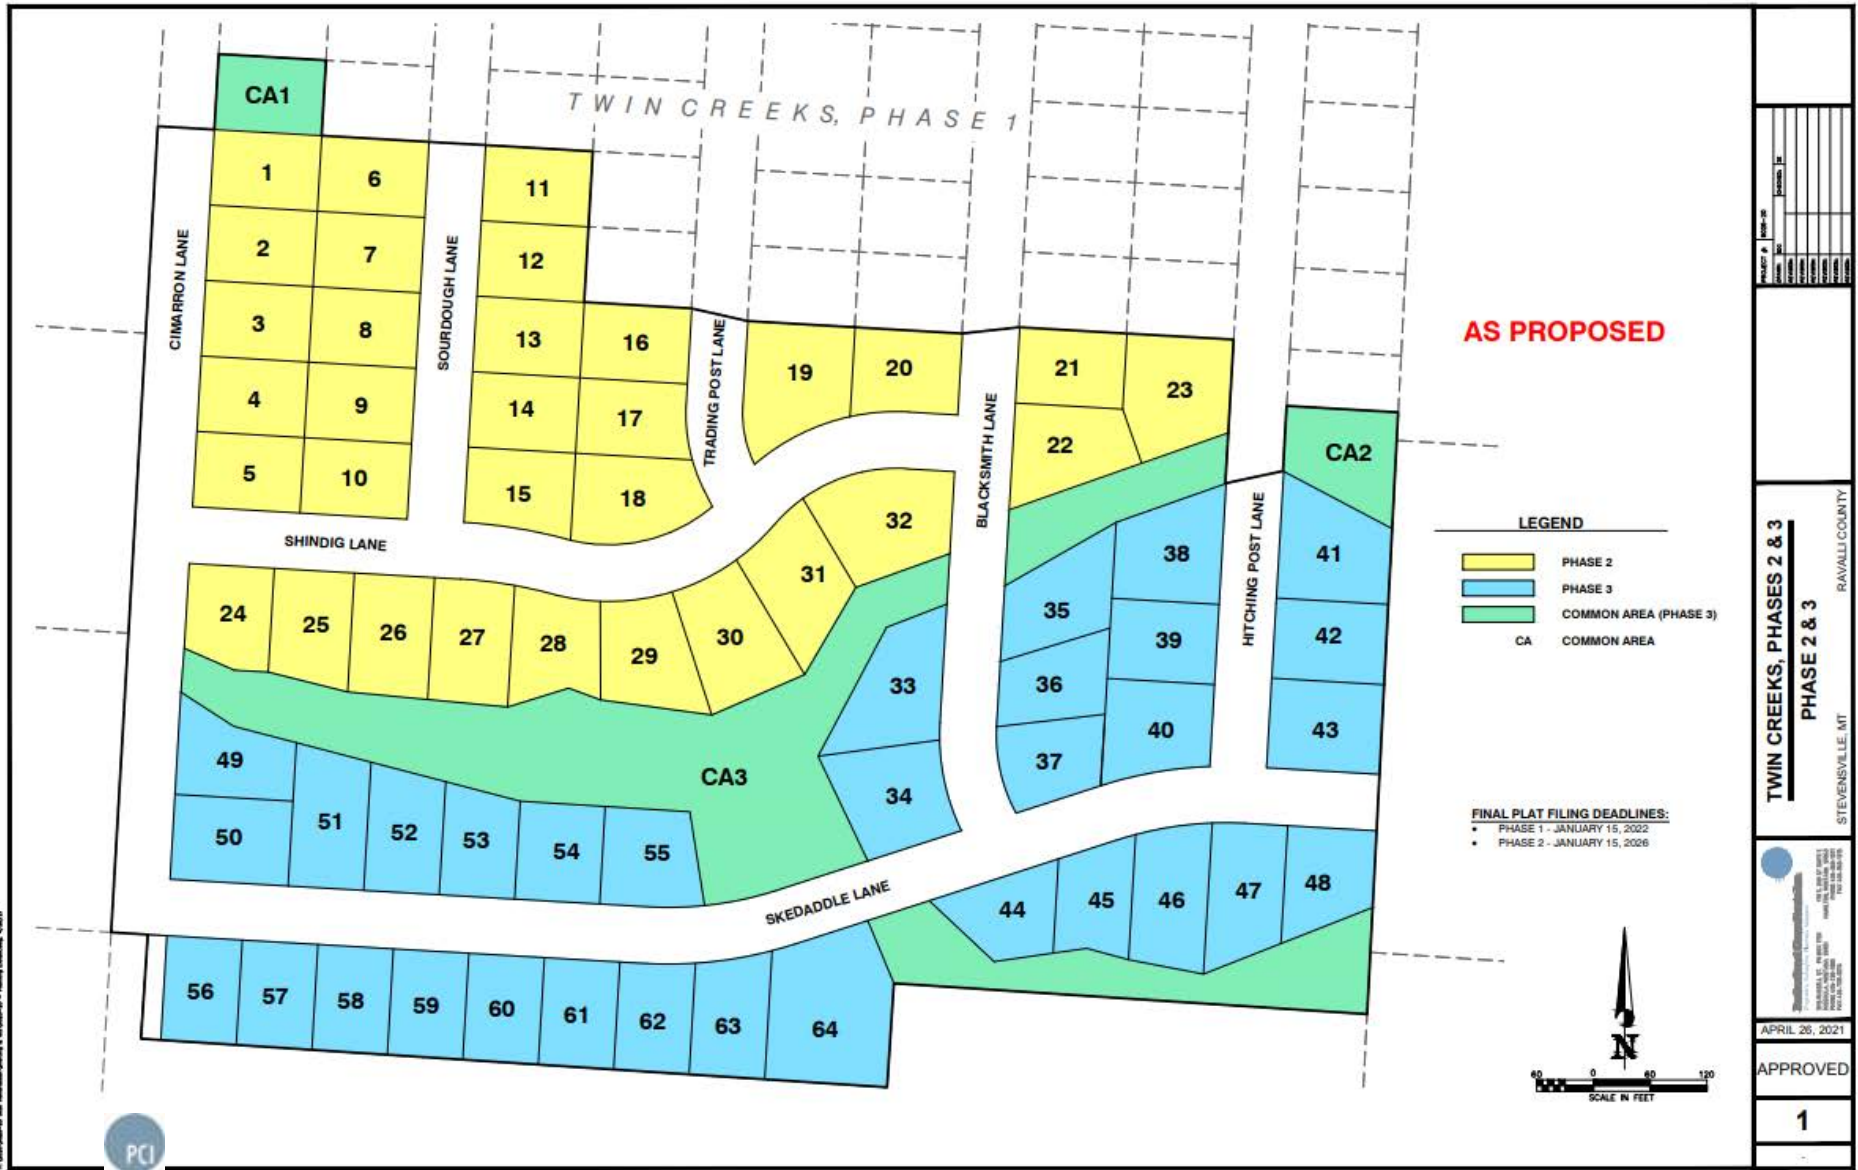 TWIN CREEKS, PHASE 1
CA1
1
6
11
2
7
12
3
8
13
16
4
9
14
17
5
10
15
18
19
20
21
23
22
CA2
CIMARRON LANE
SOURDOUGH LANE
TRADING POST LANE
BLACKSMITH LANE
HITCHING POST LANE
SHINDIG LANE
24
25
26
27
28
29
30
31
32
33
34
35
36
37
38
39
40
41
42
43
CA3
49
50
51
52
53
54
55
SKEDADDLE LANE
44
45
46
47
48
56
57
58
59
60
61
62
63
64
AS PROPOSED
LEGEND
PHASE 2
PHASE 3
COMMON AREA (PHASE 3)
CA COMMON AREA
FINAL PLAT FILING DEADLINES:
• PHASE 1 - JANUARY 15, 2022
• PHASE 2 - JANUARY 15, 2026
N
60 0 60 120
SCALE IN FEET
PCI
TWIN CREEKS, PHASES 2 & 3
PHASE 2 & 3
STEVENSVILLE, MT
RAVALLI COUNTY
APRIL 26, 2021
APPROVED
1